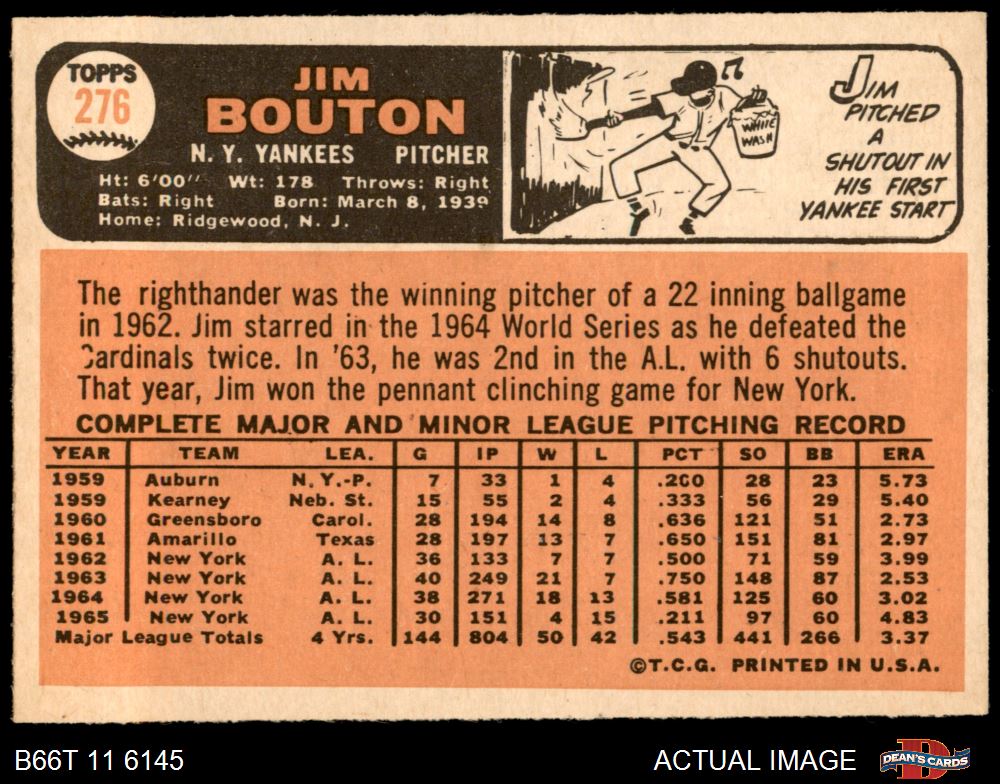 TOPPS
276
JIM
BOUTON
N. Y. YANKEES PITCHER
Ht: 6'00" Wt: 178 Throws: Right
Bats: Right Born: March 8, 1939
Home: Ridgewood, N. J.
WHITE
WASH
JIM
PITCHED
A
SHUTOUT IN
HIS FIRST
YANKEE START
The righthander was the winning pitcher of a 22 inning ballgame
in 1962. Jim starred in the 1964 World Series as he defeated the
Cardinals twice. In '63, he was 2nd in the A.L. with 6 shutouts.
That year, Jim won the pennant clinching game for New York.
COMPLETE MAJOR AND MINOR LEAGUE PITCHING RECORD
YEAR TEAM LEA. G IP W L PCT SO BB ERA
1959 Auburn N.Y.-P. 7 33 1 4 .200 28 23 5.73
1959 Kearney Neb. St. 15 55 2 4 .333 56 29 5.40
1960 Greensboro Carol. 28 194 14 8 .636 121 51 2.73
1961 Amarillo Texas 28 197 13 7 .650 151 81 2.97
1962 New York A. L. 36 133 7 7 .500 71 59 3.99
1963 New York A. L. 40 249 21 7 .750 148 87 2.53
1964 New York A. L. 38 271 18 13 .581 125 60 3.02
1965 New York A. L. 30 151 4 15 .211 97 60 4.83
Major League Totals 4 Yrs. 144 804 50 42 .543 441 266 3.37
©T.C.G. PRINTED IN U.S.A.
B66T 11 6145 ACTUAL IMAGE DEAN'S CARDS